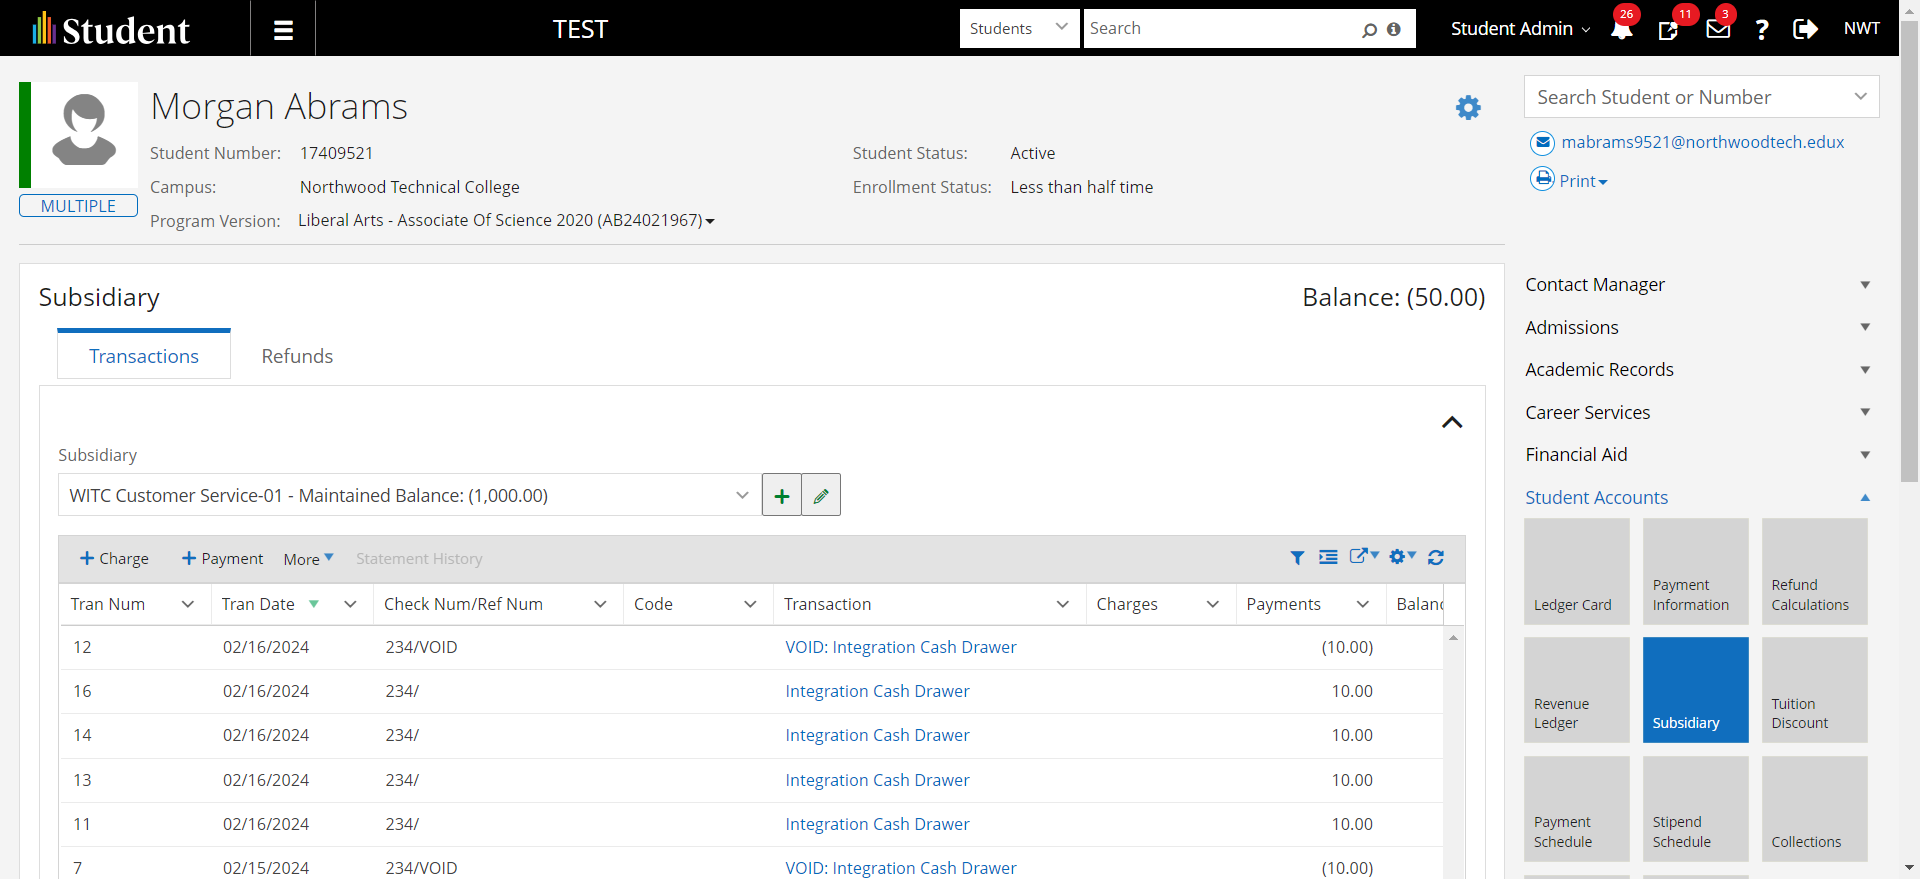 Student
TEST
Students
Search
Student Admin
26
11
3
?
NWT
MULTIPLE
Morgan Abrams
Student Number: 17409521
Campus: Northwood Technical College
Program Version: Liberal Arts - Associate Of Science 2020 (AB24021967)
Student Status: Active
Enrollment Status: Less than half time
Search Student or Number
mabrams9521@northwoodtech.edux
Print
Subsidiary
Balance: (50.00)
Transactions Refunds
Subsidiary
WITC Customer Service-01 - Maintained Balance: (1,000.00)
+ Charge + Payment More Statement History
Tran Num Tran Date Check Num/Ref Num Code Transaction Charges Payments Balanc
12 02/16/2024 234/VOID VOID: Integration Cash Drawer (10.00)
16 02/16/2024 234/ Integration Cash Drawer 10.00
14 02/16/2024 234/ Integration Cash Drawer 10.00
13 02/16/2024 234/ Integration Cash Drawer 10.00
11 02/16/2024 234/ Integration Cash Drawer 10.00
7 02/15/2024 234/VOID VOID: Integration Cash Drawer (10.00)
Contact Manager
Admissions
Academic Records
Career Services
Financial Aid
Student Accounts
Ledger Card
Payment
Information
Refund
Calculations
Revenue
Ledger
Subsidiary
Tuition
Discount
Payment
Schedule
Stipend
Schedule
Collections